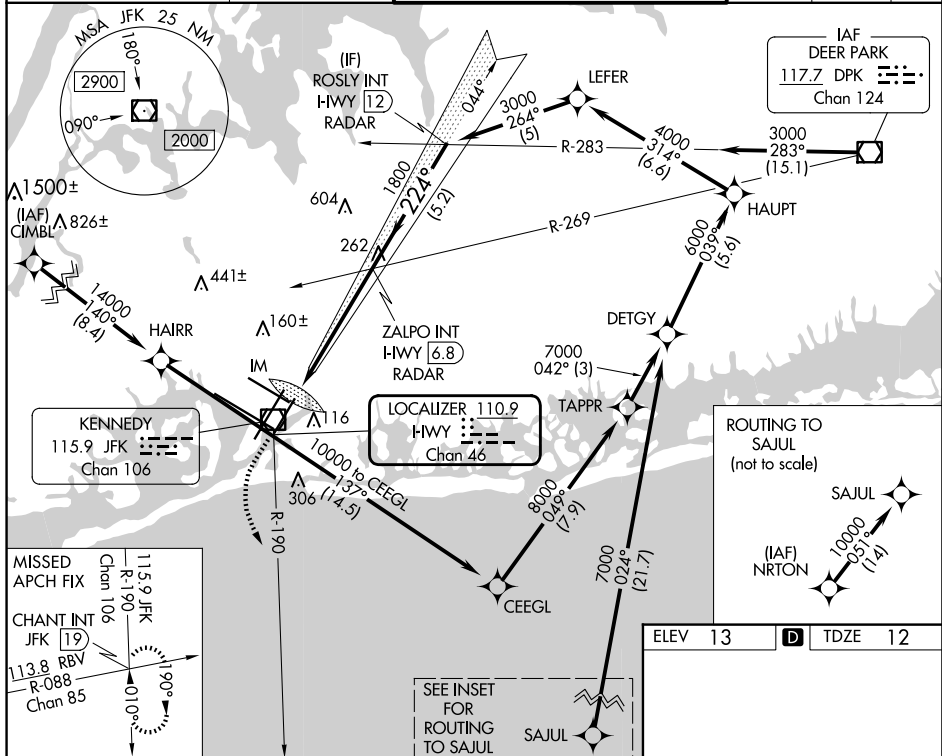 MSA JFK 25 NM
180°
2900
090°
2000
(IF)
ROSLY INT
I-IWY 12
RADAR
044°
3000
264°
(5)
LEFER
IAF
DEER PARK
117.7 DPK
Chan 124
R-283
4000
314°
(6.6)
3000
283°
(15.1)
1500±
(IAF)
CIMBL
826±
604
1800
224°
(5.2)
HAUPT
R-269
262
441±
6000
039°
(5.6)
14000
140°
(8.4)
HAIRR
160±
ZALPO INT
I-IWY 6.8
RADAR
DETGY
7000
042° (3)
IM
TAPPR
KENNEDY
115.9 JFK
Chan 106
116
LOCALIZER 110.9
I-IWY
Chan 46
ROUTING TO
SAJUL
(not to scale)
10000 to CEEGL
137°
(14.5)
306
R-190
8000
049°
(7.9)
SAJUL
10000
051°
(14)
(IAF)
NRTON
7000
024°
(21.7)
CEEGL
MISSED
APCH FIX
115.9 JFK
R-190
Chan 106
CHANT INT
JFK 19
113.8 RBV
R-088
Chan 85
190°
010°
ELEV 13
D
TDZE 12
SEE INSET
FOR
ROUTING
TO SAJUL
SAJUL